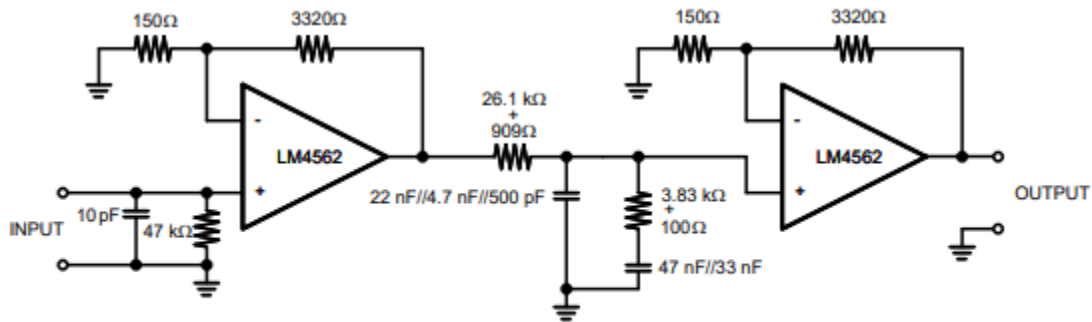 150Ω
3320Ω
150Ω
3320Ω
26.1 kΩ
+
909Ω
-
LM4562
+
-
LM4562
+
INPUT
10 pF
47 kΩ
22 nF//4.7 nF//500 pF
3.83 kΩ
+
100Ω
47 nF//33 nF
OUTPUT